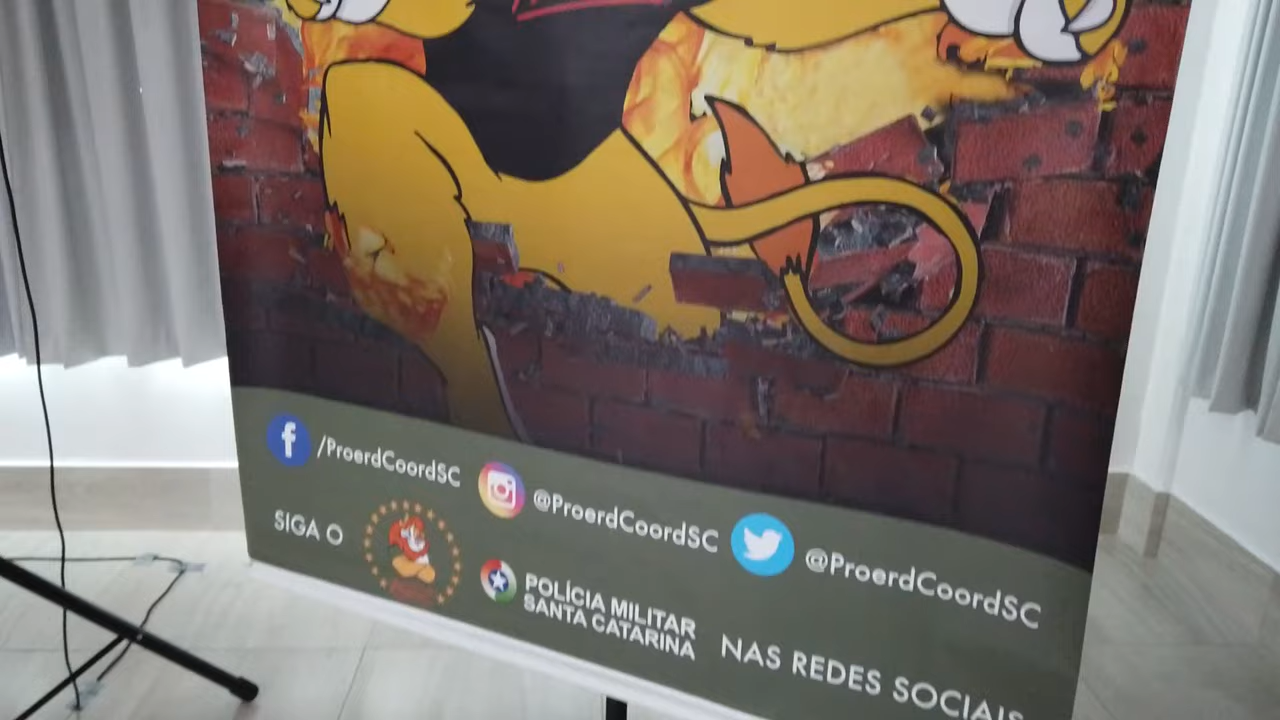 /ProerdCoordSC
@ProerdCoordSC
@ProerdCoordSC
SIGA O
POLÍCIA MILITAR
SANTA CATARINA
NAS REDES SOCIAIS